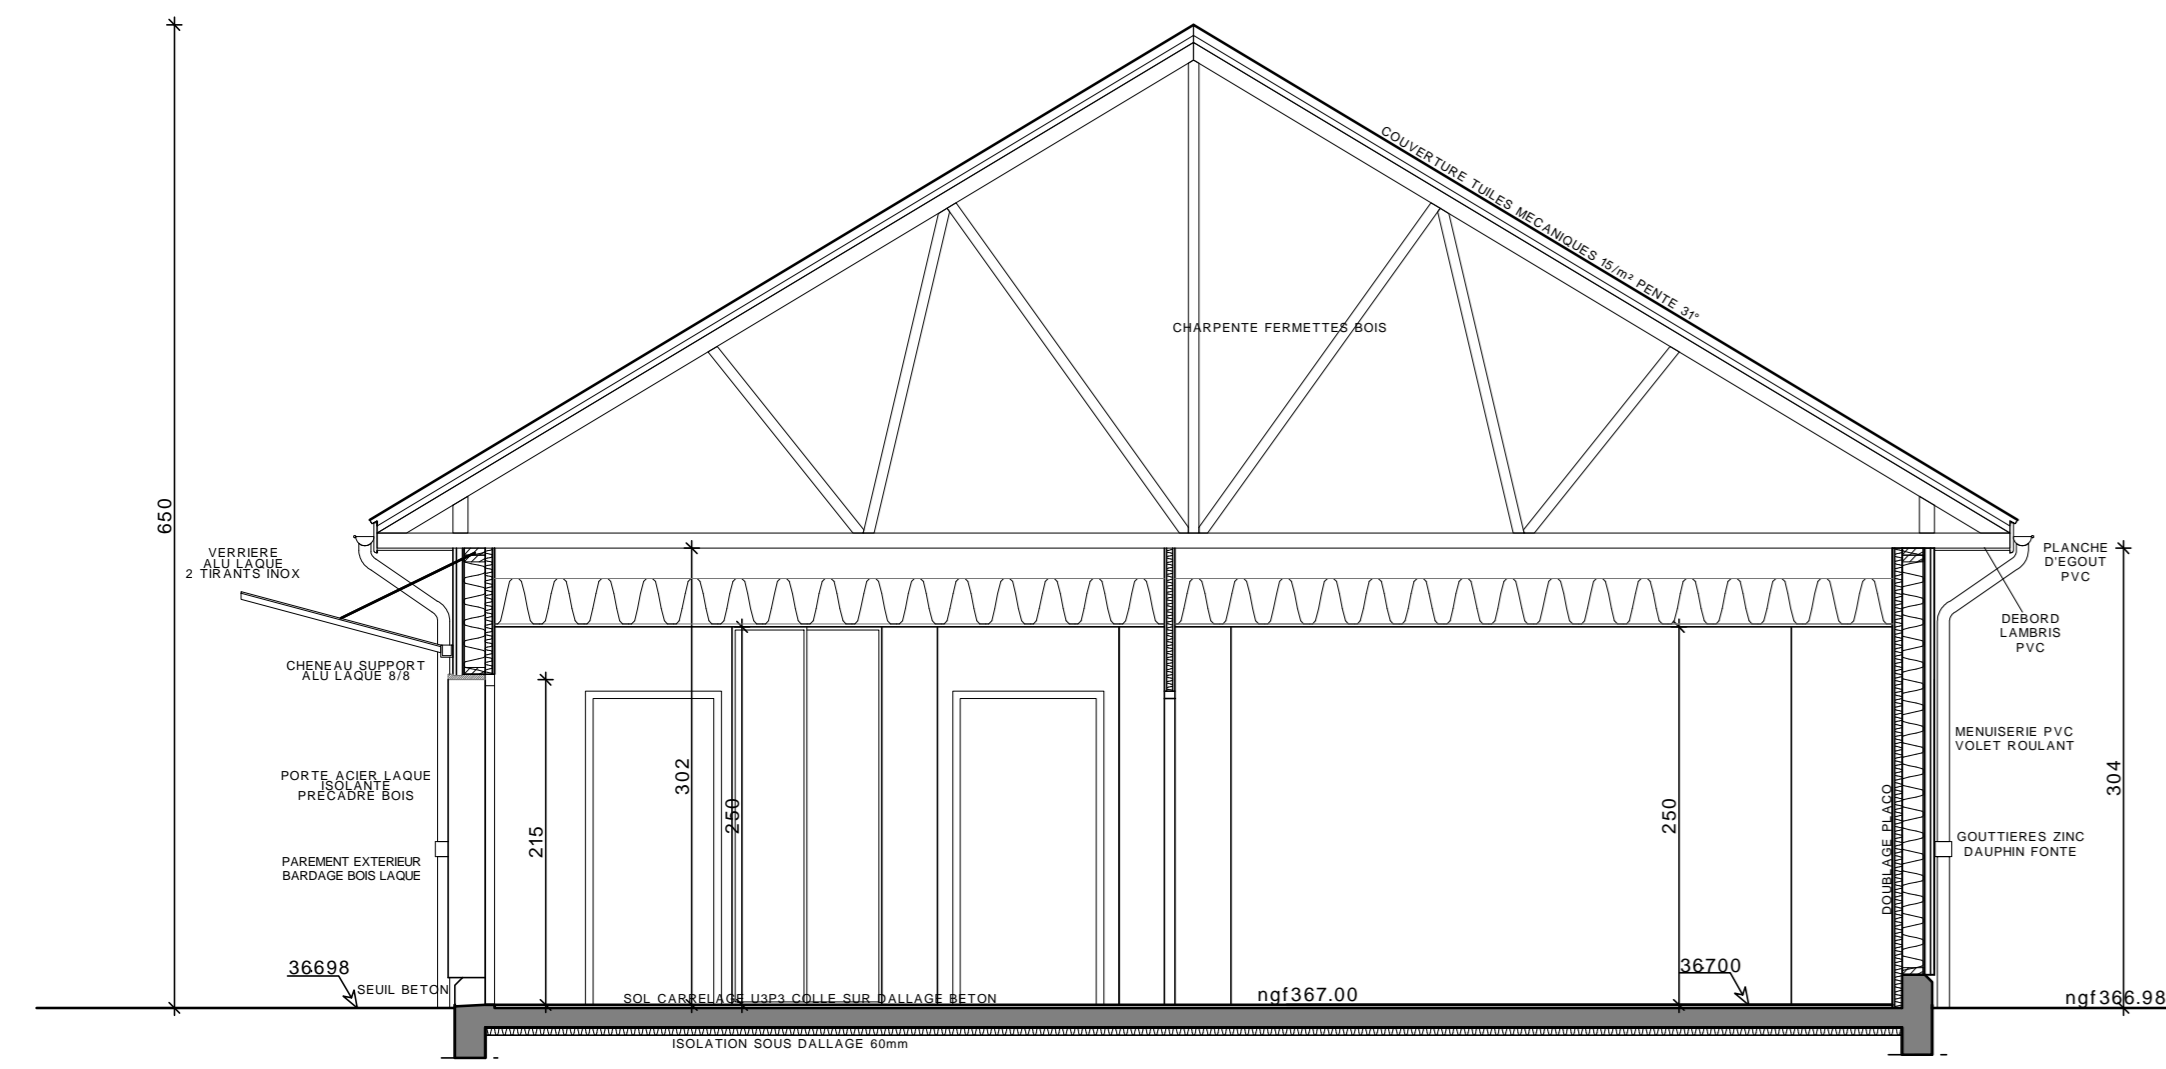 COUVERTURE TUILES MECANIQUES 15/m² PENTE 31°
CHARPENTE FERMETTES BOIS
650
VERRIERE
ALU LAQUE
2 TIRANTS INOX
PLANCHE
D'EGOUT
PVC
DEBORD
LAMBRIS
PVC
CHENEAU SUPPORT
ALU LAQUE 8/8
MENUISERIE PVC
VOLET ROULANT
PORTE ACIER LAQUE
ISOLANTE
PRECADRE BOIS
302
250
215
250
304
DOUBLAGE PLACO
GOUTTIERES ZINC
DAUPHIN FONTE
PAREMENT EXTERIEUR
BARDAGE BOIS LAQUE
36698
SEUIL BETON
SOL CARRELAGE U3P3 COLLE SUR DALLAGE BETON
ngf367.00
36700
ngf366.98
ISOLATION SOUS DALLAGE 60mm